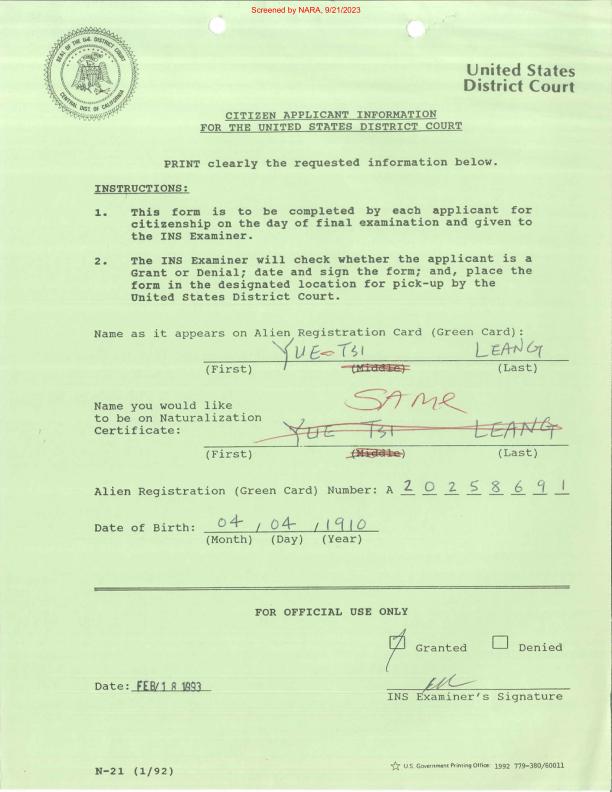 Screened by NARA, 9/21/2023
SEAL OF THE U.S. DISTRICT COURT
CENTRAL DIST. OF CALIFORNIA
United States
District Court
CITIZEN APPLICANT INFORMATION
FOR THE UNITED STATES DISTRICT COURT
PRINT clearly the requested information below.
INSTRUCTIONS:
1. This form is to be completed by each applicant for
citizenship on the day of final examination and given to
the INS Examiner.
2. The INS Examiner will check whether the applicant is a
Grant or Denial; date and sign the form; and, place the
form in the designated location for pick-up by the
United States District Court.
Name as it appears on Alien Registration Card (Green Card):
YUE-TSI LEANG
(First) (Middle) (Last)
Name you would like
to be on Naturalization
Certificate:
SAME
YUE TSI LEANG
(First) (Middle) (Last)
Alien Registration (Green Card) Number: A 2 0 2 5 8 6 9 1
Date of Birth: 04 / 04 / 1910
(Month) (Day) (Year)
FOR OFFICIAL USE ONLY
Granted Denied
Date: FEB 18 1993
INS Examiner's Signature
N-21 (1/92)
U.S. Government Printing Office: 1992 779-380/60011